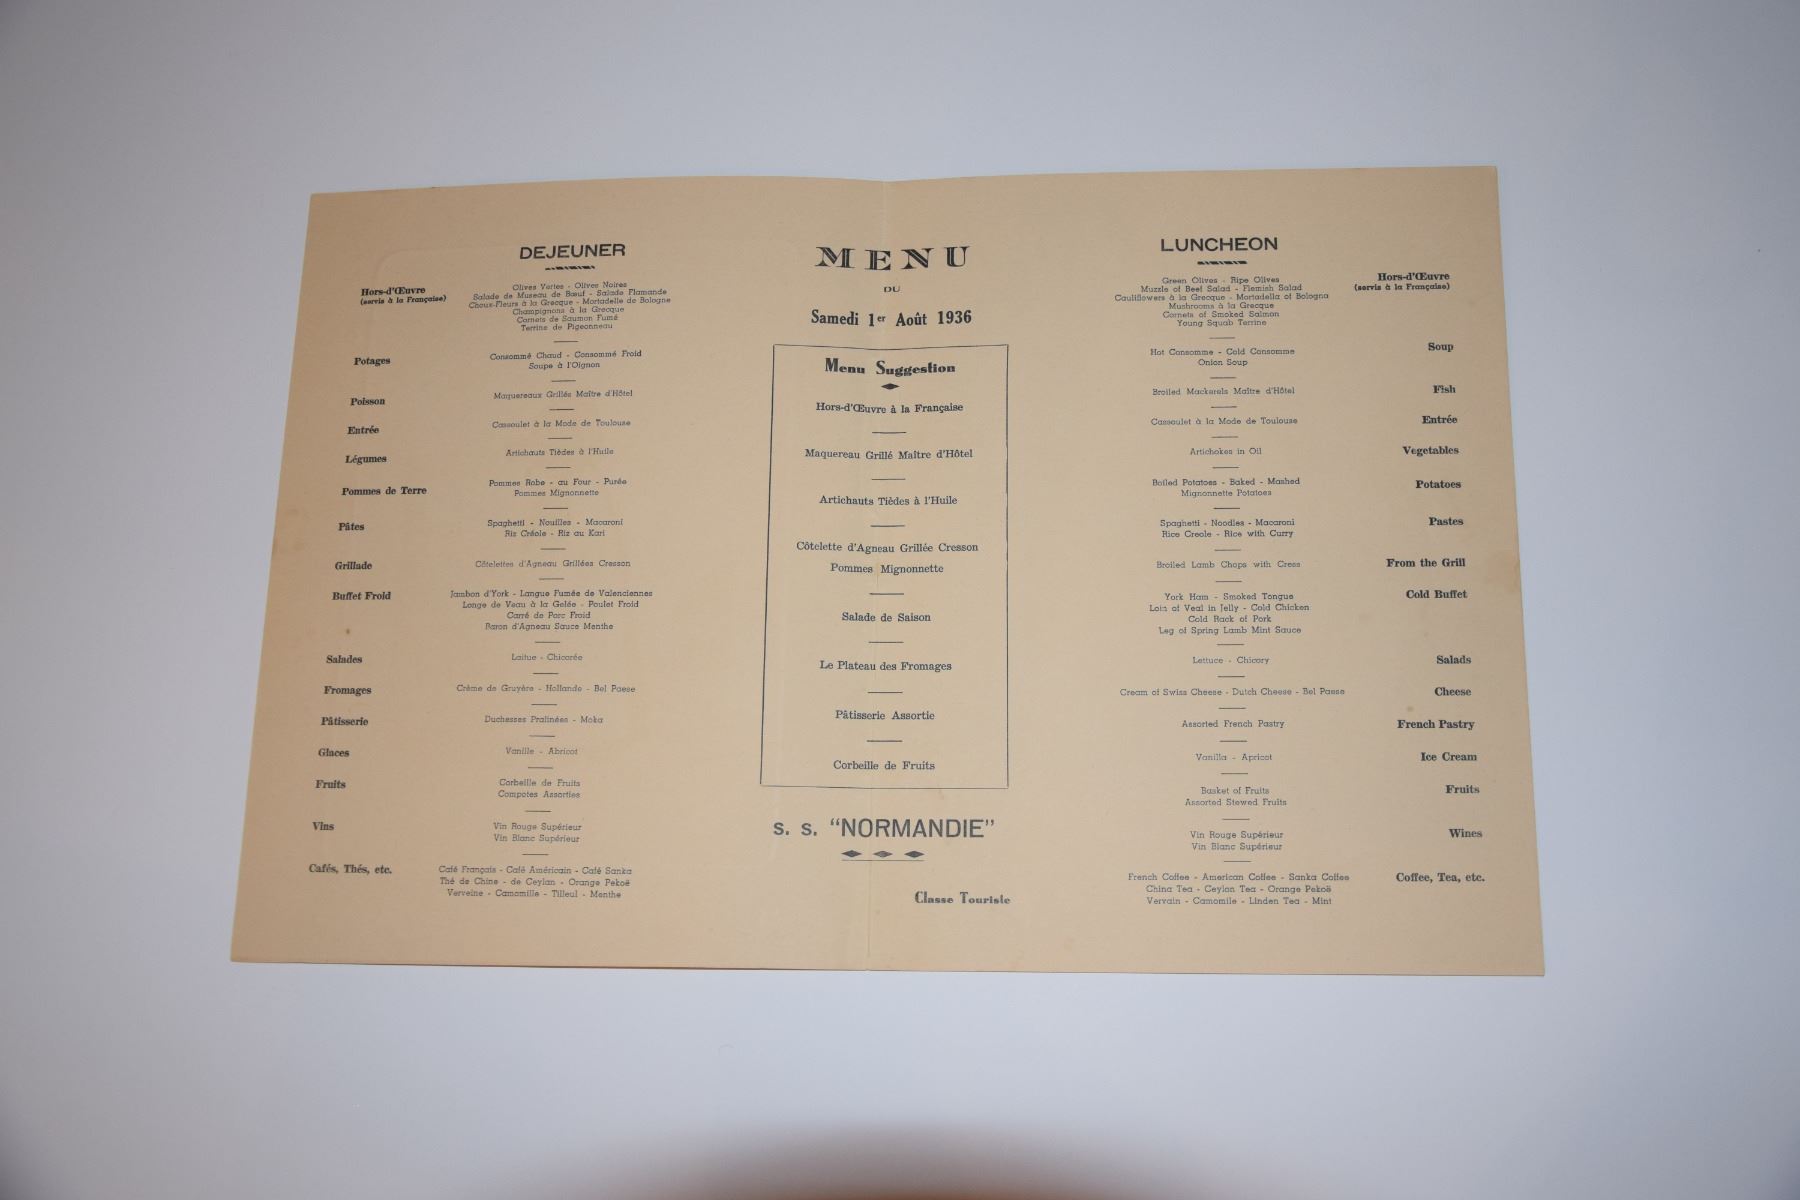 DEJEUNER
Hors-d'Œuvre
(servis à la Française)
Olives Vertes - Olives Noires
Salade de Museau de Bœuf - Salade Flamande
Choux-Fleurs à la Grecque - Mortadelle de Bologne
Champignons à la Grecque
Cornets de Saumon Fumé
Terrine de Pigeonneau
Potages
Consommé Chaud - Consommé Froid
Soupe à l'Oignon
Poisson
Maquereaux Grillés Maître d'Hôtel
Entrée
Cassoulet à la Mode de Toulouse
Légumes
Artichauts Tièdes à l'Huile
Pommes de Terre
Pommes Robe - au Four - Purée
Pommes Mignonnette
Pâtes
Spaghetti - Nouilles - Macaroni
Riz Créole - Riz au Kari
Grillade
Côtelettes d'Agneau Grillées Cresson
Buffet Froid
Jambon d'York - Langue Fumée de Valenciennes
Longe de Veau à la Gelée - Poulet Froid
Carré de Porc Froid
Baron d'Agneau Sauce Menthe
Salades
Laitue - Chicorée
Fromages
Crème de Gruyère - Hollande - Bel Paese
Pâtisserie
Duchesses Pralinées - Moka
Glaces
Vanille - Abricot
Fruits
Corbeille de Fruits
Compotes Assorties
Vins
Vin Rouge Supérieur
Vin Blanc Supérieur
Cafés, Thés, etc.
Café Français - Café Américain - Café Sanka
Thé de Chine - de Ceylan - Orange Pekoë
Verveine - Camomille - Tilleul - Menthe
MENU
DU
Samedi 1er Août 1936
Menu Suggestion
Hors-d'Œuvre à la Française
Maquereau Grillé Maître d'Hôtel
Artichauts Tièdes à l'Huile
Côtelette d'Agneau Grillée Cresson
Pommes Mignonnette
Salade de Saison
Le Plateau des Fromages
Pâtisserie Assortie
Corbeille de Fruits
s. s. "NORMANDIE"
Classe Touriste
LUNCHEON
Green Olives - Ripe Olives
Muzzle of Beef Salad - Flemish Salad
Cauliflowers à la Grecque - Mortadella of Bologna
Mushrooms à la Grecque
Cornets of Smoked Salmon
Young Squab Terrine
Hors-d'Œuvre
(servis à la Française)
Hot Consomme - Cold Consomme
Onion Soup
Soup
Broiled Mackerels Maître d'Hôtel
Fish
Cassoulet à la Mode de Toulouse
Entrée
Artichokes in Oil
Vegetables
Boiled Potatoes - Baked - Mashed
Mignonnette Potatoes
Potatoes
Spaghetti - Noodles - Macaroni
Rice Creole - Rice with Curry
Pastes
Broiled Lamb Chops with Cress
From the Grill
York Ham - Smoked Tongue
Loin of Veal in Jelly - Cold Chicken
Cold Rack of Pork
Leg of Spring Lamb Mint Sauce
Cold Buffet
Lettuce - Chicory
Salads
Cream of Swiss Cheese - Dutch Cheese - Bel Paese
Cheese
Assorted French Pastry
French Pastry
Vanilla - Apricot
Ice Cream
Basket of Fruits
Assorted Stewed Fruits
Fruits
Vin Rouge Supérieur
Vin Blanc Supérieur
Wines
French Coffee - American Coffee - Sanka Coffee
China Tea - Ceylon Tea - Orange Pekoë
Vervain - Camomile - Linden Tea - Mint
Coffee, Tea, etc.